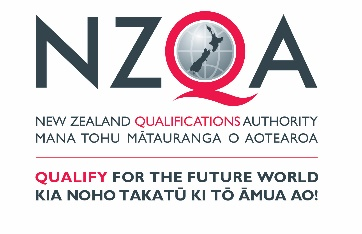 NZQA
NEW ZEALAND QUALIFICATIONS AUTHORITY
MANA TOHU MĀTAURANGA O AOTEAROA
QUALIFY FOR THE FUTURE WORLD
KIA NOHO TAKATŪ KI TŌ ĀMUA AO!